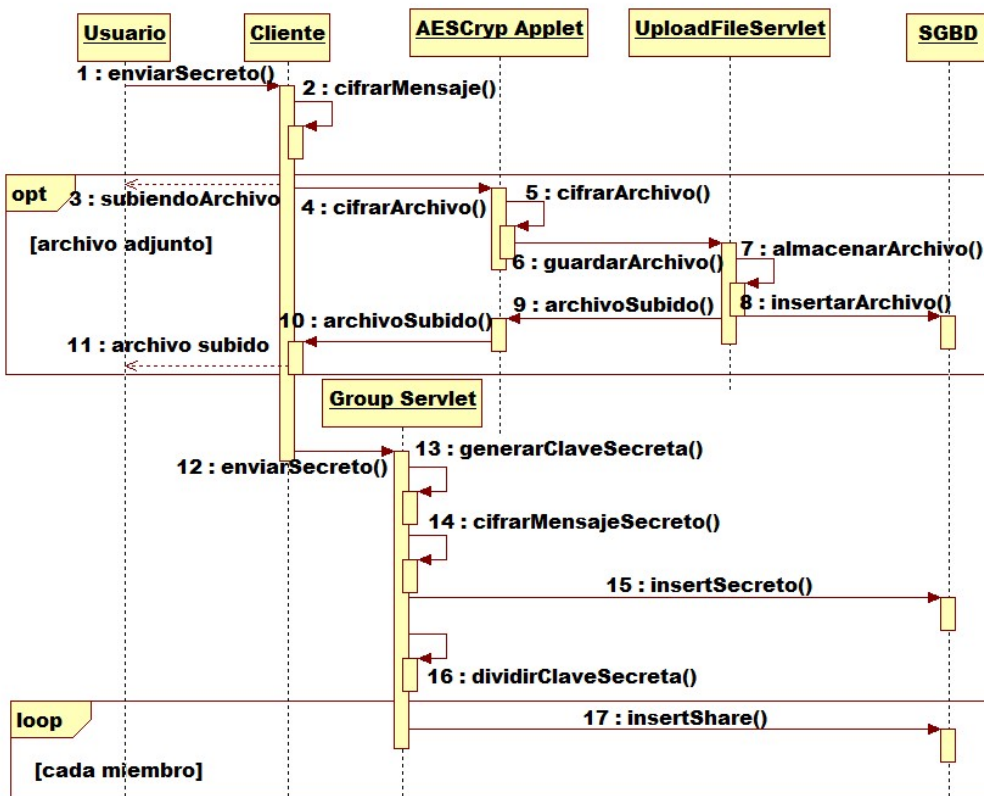 Usuario
Cliente
AESCryp Applet
UploadFileServlet
SGBD
1 : enviarSecreto()
2 : cifrarMensaje()
opt
[archivo adjunto]
3 : subiendoArchivo
4 : cifrarArchivo()
5 : cifrarArchivo()
6 : guardarArchivo()
7 : almacenarArchivo()
8 : insertarArchivo()
9 : archivoSubido()
10 : archivoSubido()
11 : archivo subido
Group Servlet
12 : enviarSecreto()
13 : generarClaveSecreta()
14 : cifrarMensajeSecreto()
15 : insertSecreto()
16 : dividirClaveSecreta()
loop
[cada miembro]
17 : insertShare()